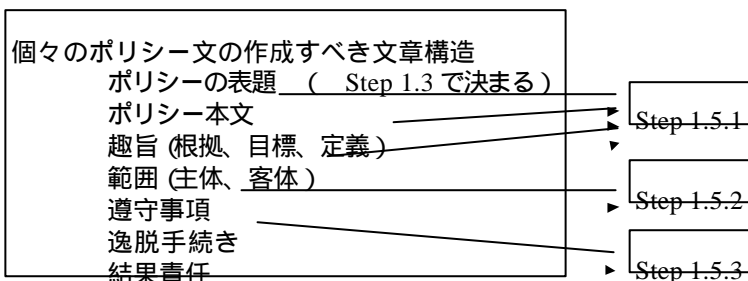 個々のポリシー文の作成すべき文章構造
ポリシーの表題 ( Step 1.3 で決まる)
ポリシー本文
趣旨(根拠、目標、定義)
範囲(主体、客体)
遵守事項
逸脱手続き
結果責任
Step 1.5.1
Step 1.5.2
Step 1.5.3